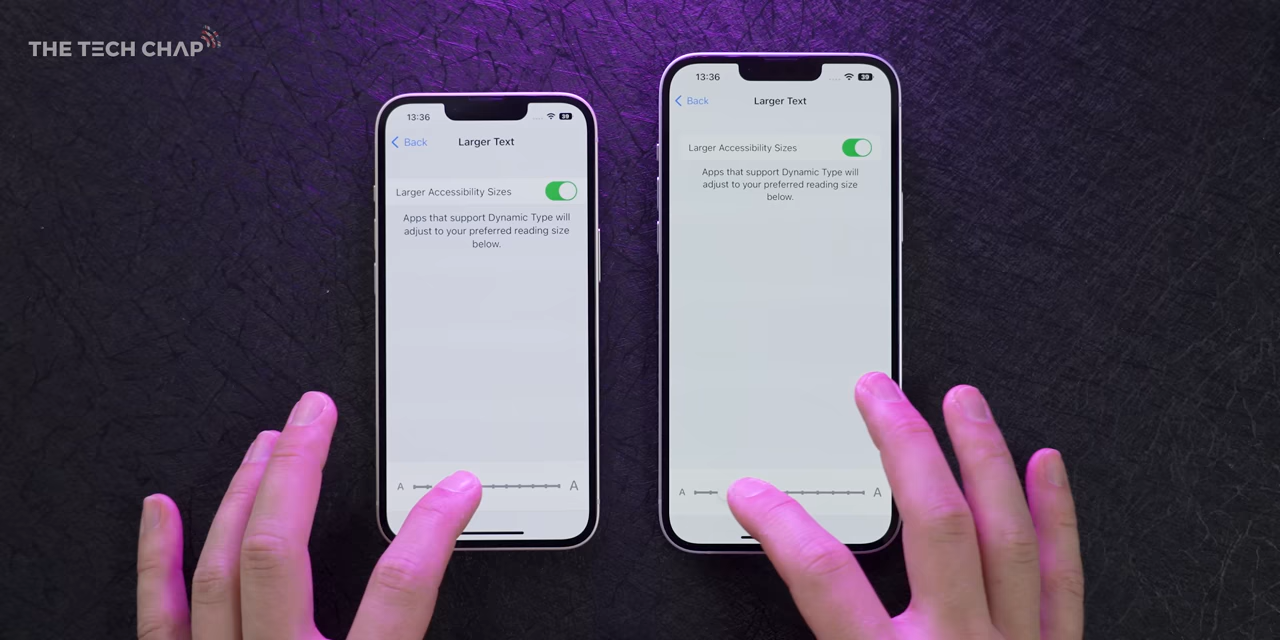 THE TECH CHAP
13:36
39
Back
Larger Text
Larger Accessibility Sizes
Apps that support Dynamic Type will
adjust to your preferred reading size
below.
A
A
13:36
39
Back
Larger Text
Larger Accessibility Sizes
Apps that support Dynamic Type will
adjust to your preferred reading size
below.
A
A